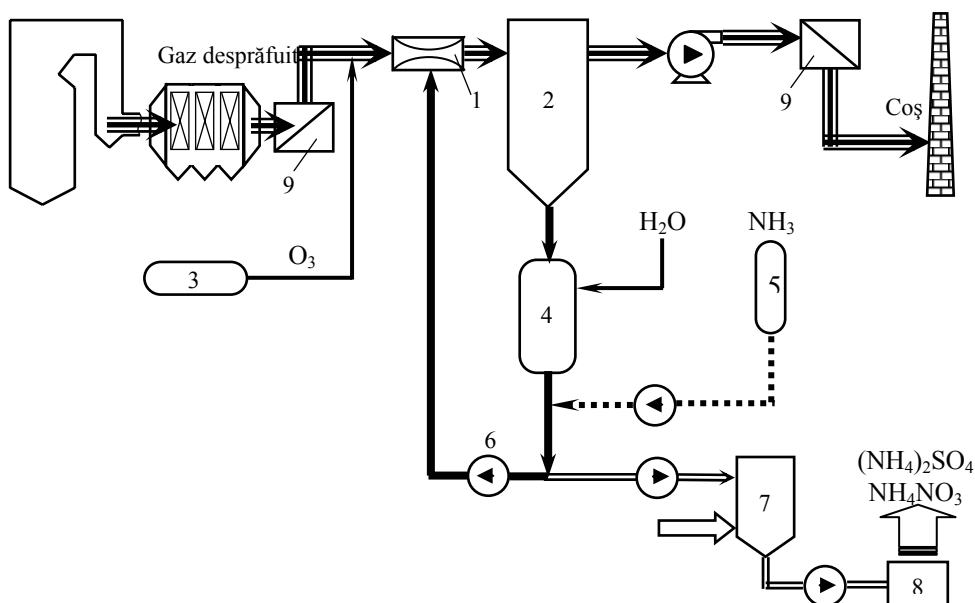 Gaz desprăfuit
1
2
9
Coş
9
O₃
3
H₂O
NH₃
5
4
6
(NH₄)₂SO₄
NH₄NO₃
7
8